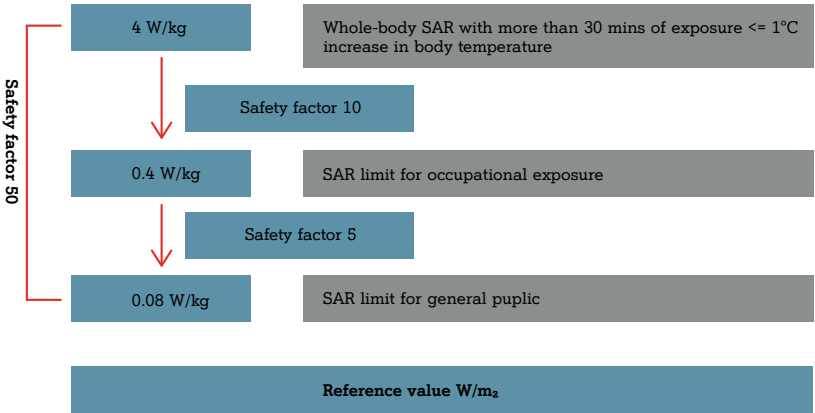 4 W/kg
Whole-body SAR with more than 30 mins of exposure <= 1°C
increase in body temperature
Safety factor 10
Safety factor 50
0.4 W/kg
SAR limit for occupational exposure
Safety factor 5
0.08 W/kg
SAR limit for general puplic
Reference value W/m₂